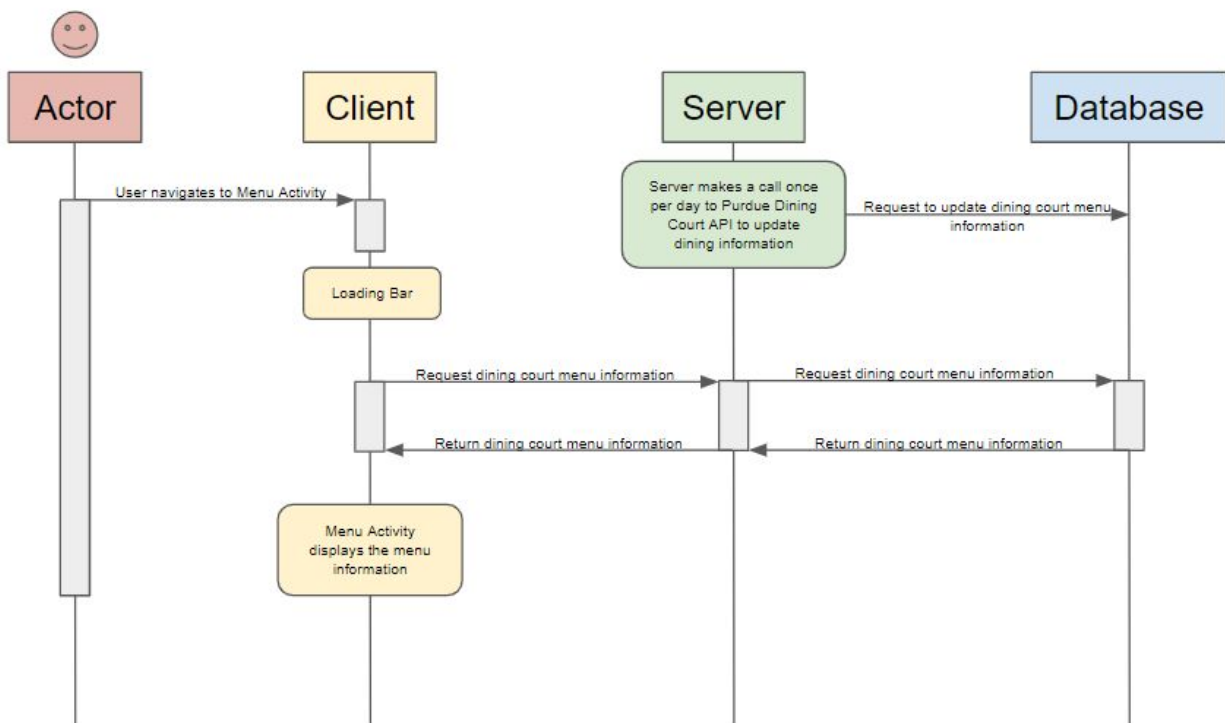 Actor
Client
Server
Database
User navigates to Menu Activity
Server makes a call once
per day to Purdue Dining
Court API to update
dining information
Request to update dining court menu
information
Loading Bar
Request dining court menu information
Request dining court menu information
Return dining court menu information
Return dining court menu information
Menu Activity
displays the menu
information